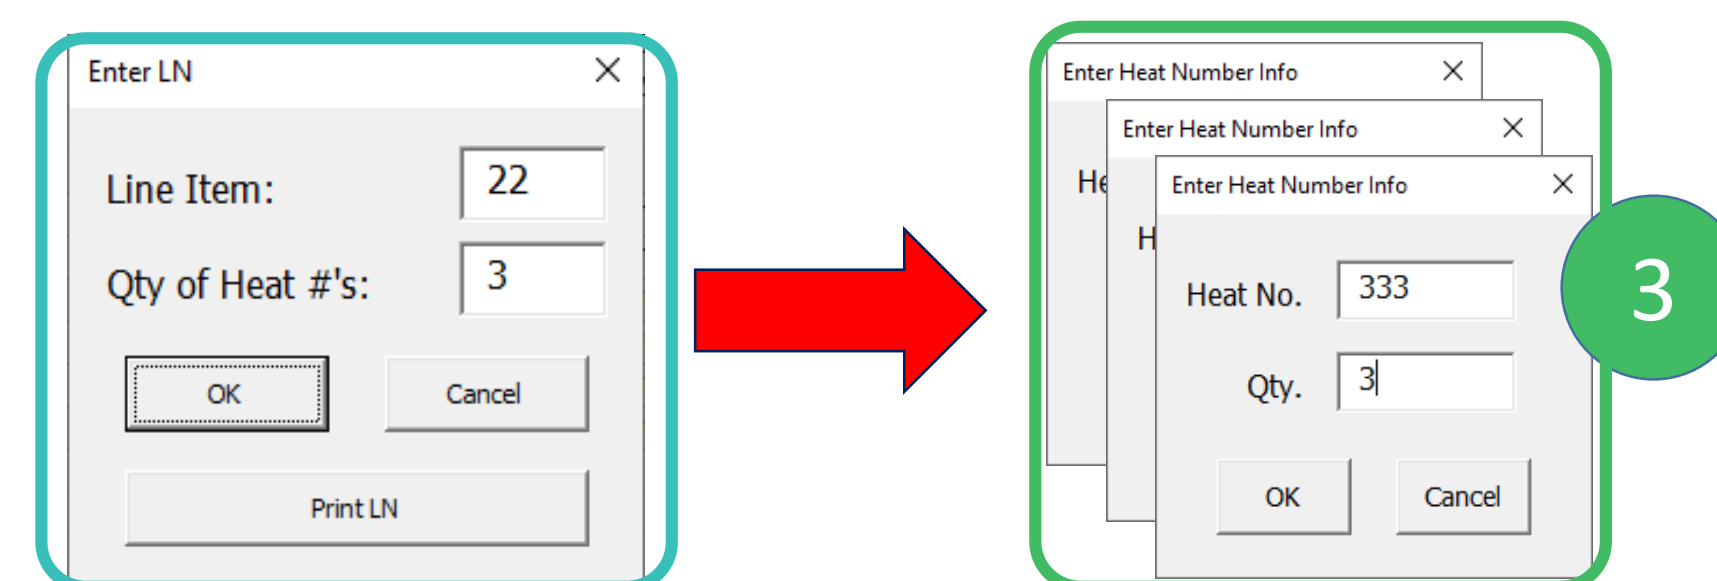 Enter LN
Line Item: 22
Qty of Heat #'s: 3
OK Cancel
Print LN
Enter Heat Number Info
He
Enter Heat Number Info
H
Enter Heat Number Info
Heat No. 333
Qty. 3
OK Cancel
3